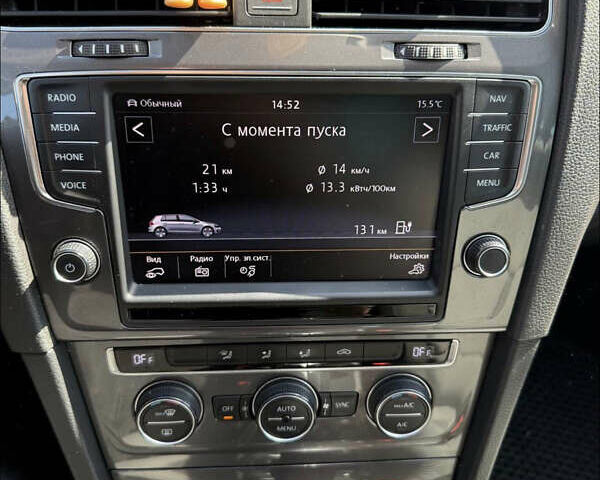 RADIO
MEDIA
PHONE
VOICE
Обычный 14:52 15.5°C
С момента пуска
21 км ø 14 км/ч
1:33 ч ø 13.3 кВтч/100км
131 км
Вид Радио Упр. эл.сист. Настройки
NAV
TRAFFIC
CAR
MENU
OFF OFF
OFF AUTO SYNC
MENU
MAX A/C
A/C